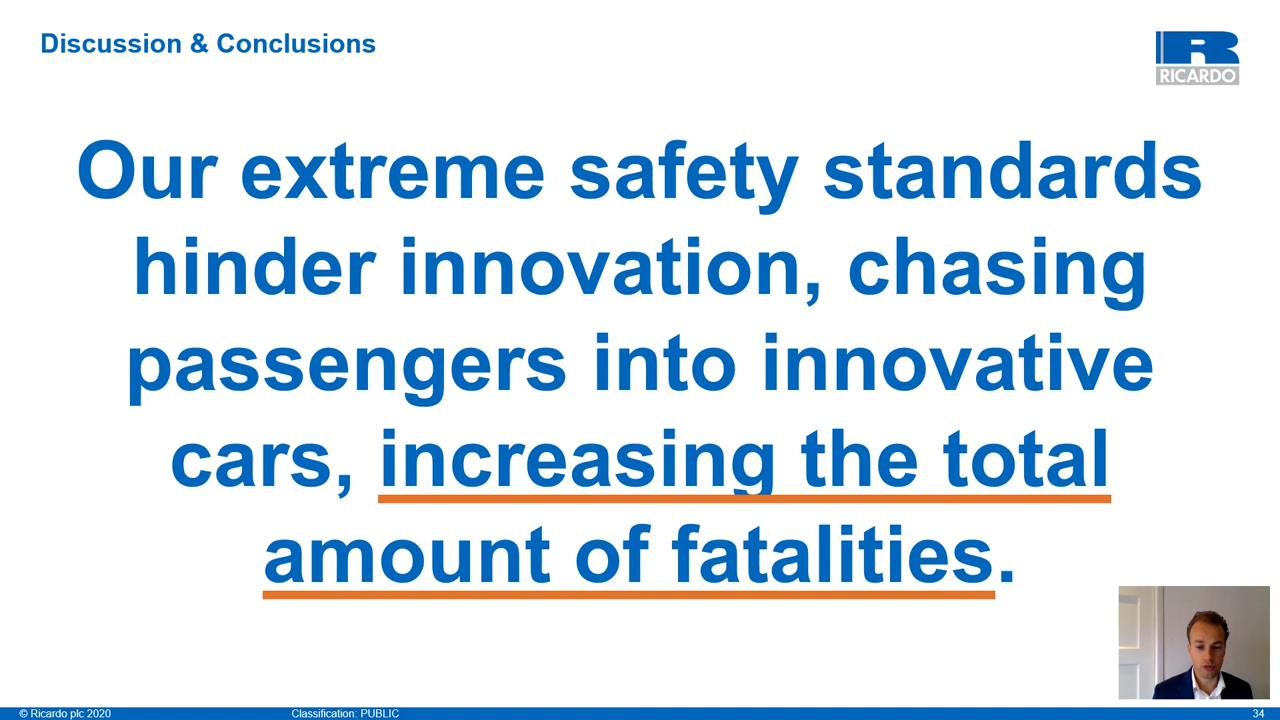 Discussion & Conclusions
RICARDO
Our extreme safety standards
hinder innovation, chasing
passengers into innovative
cars, increasing the total
amount of fatalities.
© Ricardo plc 2020
Classification: PUBLIC
34